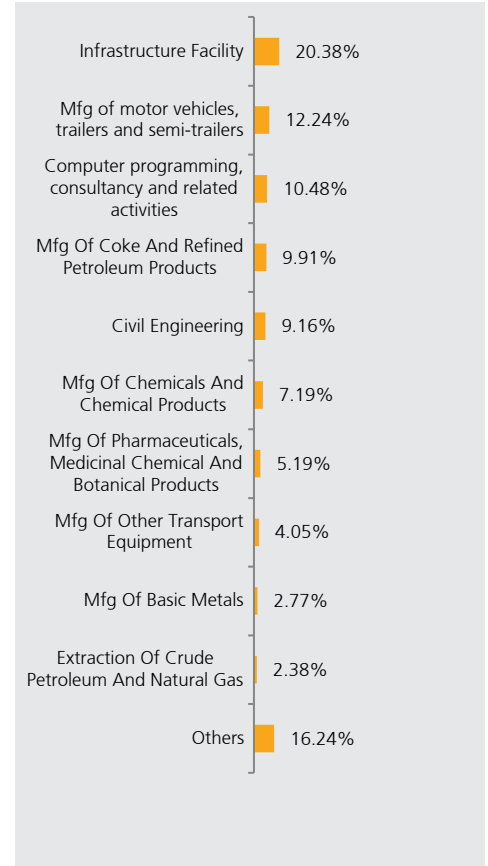 Infrastructure Facility
20.38%
Mfg of motor vehicles,
trailers and semi-trailers
12.24%
Computer programming,
consultancy and related
activities
10.48%
Mfg Of Coke And Refined
Petroleum Products
9.91%
Civil Engineering
9.16%
Mfg Of Chemicals And
Chemical Products
7.19%
Mfg Of Pharmaceuticals,
Medicinal Chemical And
Botanical Products
5.19%
Mfg Of Other Transport
Equipment
4.05%
Mfg Of Basic Metals
2.77%
Extraction Of Crude
Petroleum And Natural Gas
2.38%
Others
16.24%